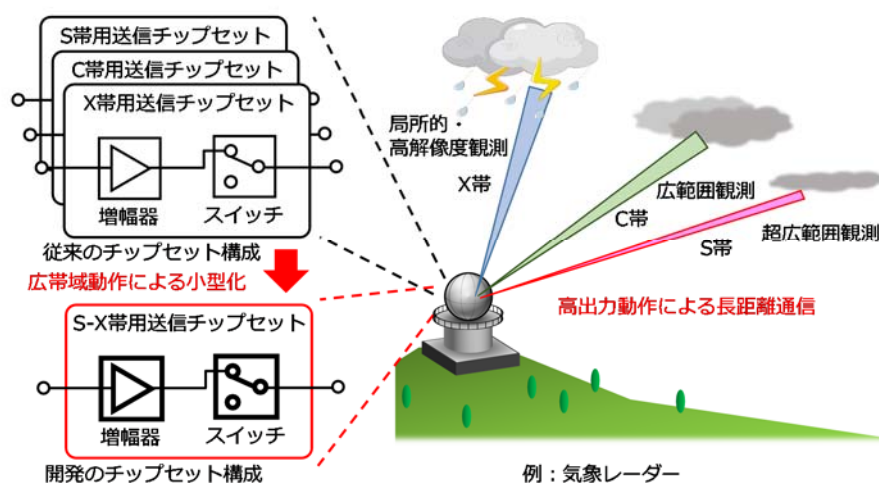 S帯用送信チップセット
C帯用送信チップセット
X帯用送信チップセット
増幅器
スイッチ
従来のチップセット構成
広帯域動作による小型化
S-X帯用送信チップセット
増幅器
スイッチ
開発のチップセット構成
局所的・
高解像度観測
X帯
広範囲観測
C帯
S帯
超広範囲観測
高出力動作による長距離通信
例：気象レーダー